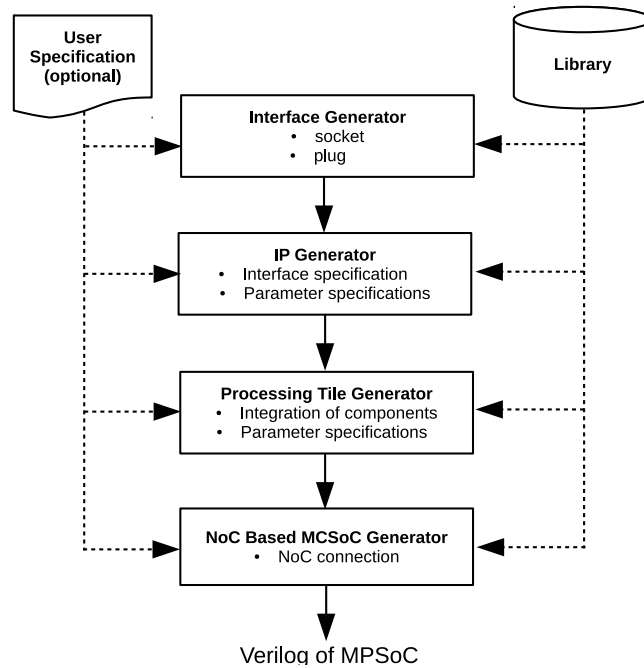 User
Specification
(optional)
Library
Interface Generator
• socket
• plug
IP Generator
• Interface specification
• Parameter specifications
Processing Tile Generator
• Integration of components
• Parameter specifications
NoC Based MCSoC Generator
• NoC connection
Verilog of MPSoC